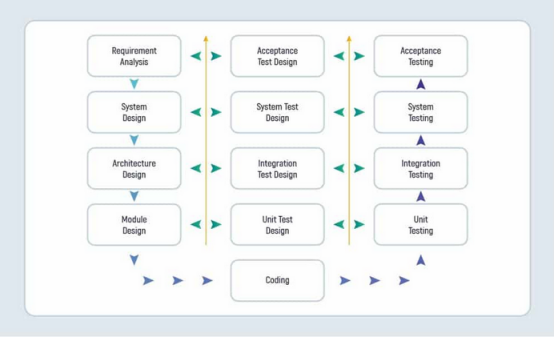 Requirement
Analysis
Acceptance
Test Design
Acceptance
Testing
System
Design
System Test
Design
System
Testing
Architecture
Design
Integration
Test Design
Integration
Testing
Module
Design
Unit Test
Design
Unit
Testing
Coding